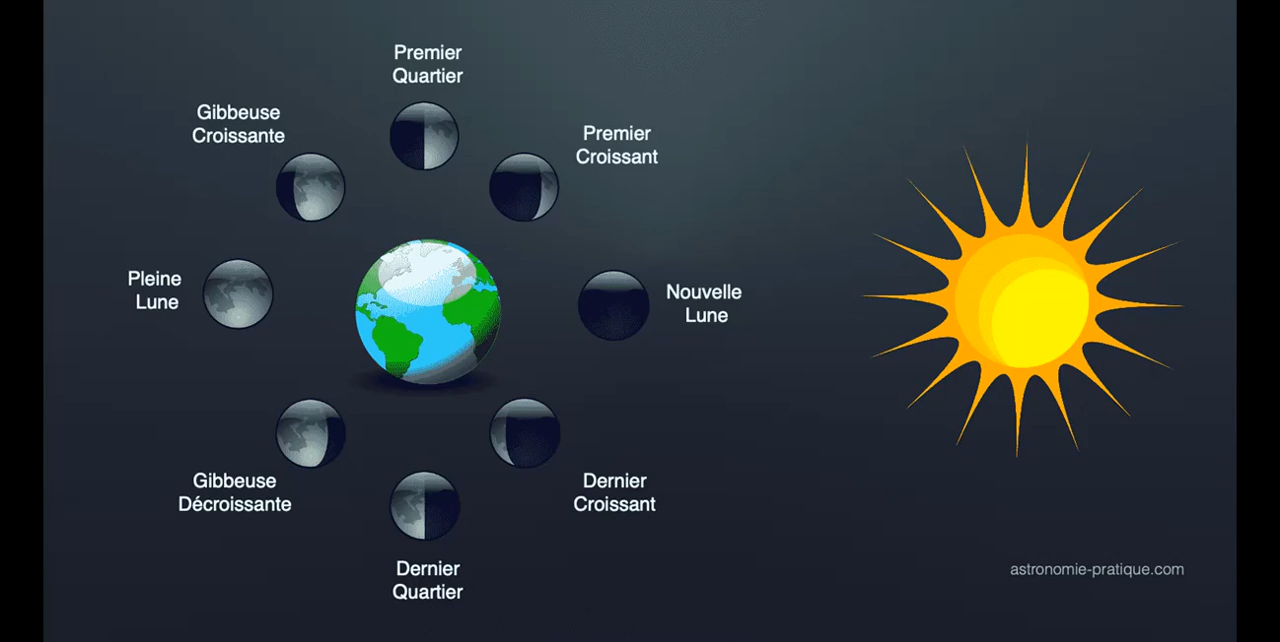 Premier
Quartier
Gibbeuse
Croissante
Premier
Croissant
Pleine
Lune
Nouvelle
Lune
Gibbeuse
Décroissante
Dernier
Croissant
Dernier
Quartier
astronomie-pratique.com